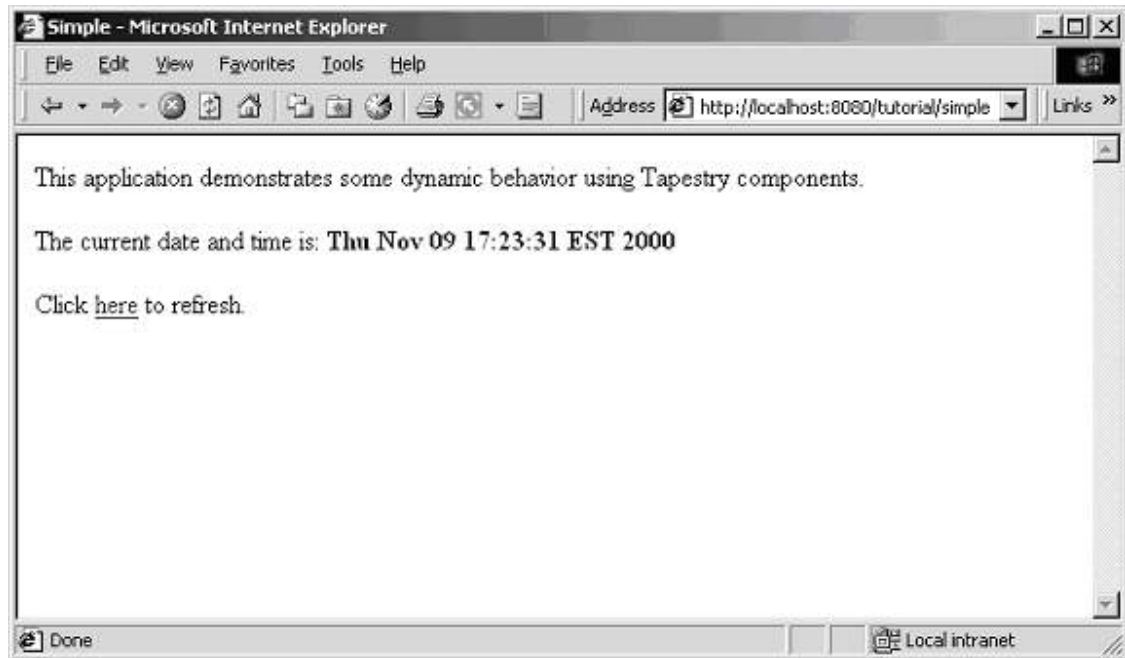 Simple - Microsoft Internet Explorer
File Edit View Favorites Tools Help
Address http://localhost:8080/tutorial/simple Links »
This application demonstrates some dynamic behavior using Tapestry components.
The current date and time is: Thu Nov 09 17:23:31 EST 2000
Click here to refresh.
Done Local intranet